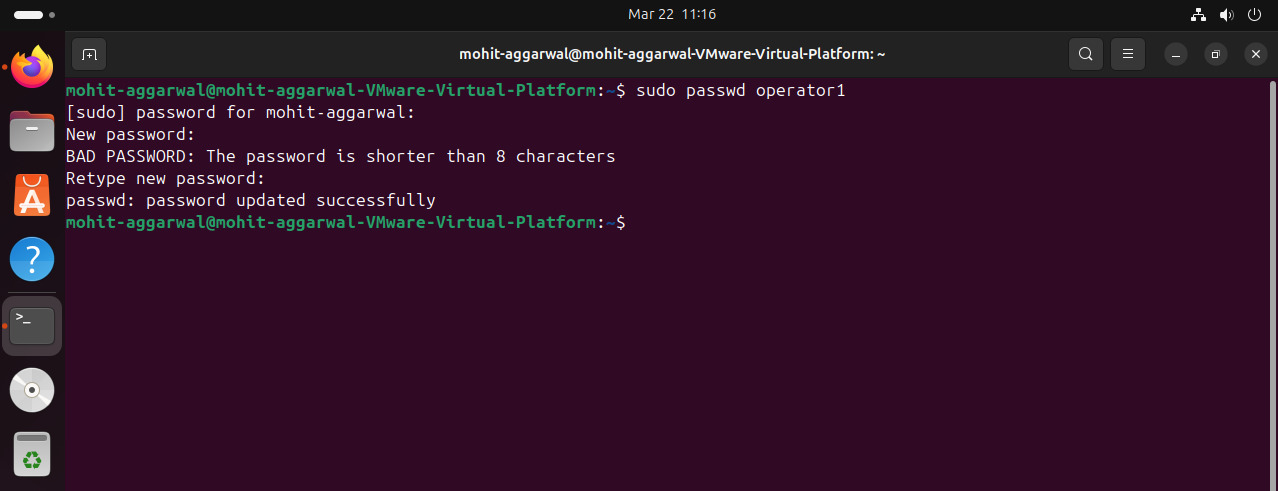 Mar 22 11:16
mohit-aggarwal@mohit-aggarwal-VMware-Virtual-Platform: ~
mohit-aggarwal@mohit-aggarwal-VMware-Virtual-Platform:~$ sudo passwd operator1
[sudo] password for mohit-aggarwal:
New password:
BAD PASSWORD: The password is shorter than 8 characters
Retype new password:
passwd: password updated successfully
mohit-aggarwal@mohit-aggarwal-VMware-Virtual-Platform:~$